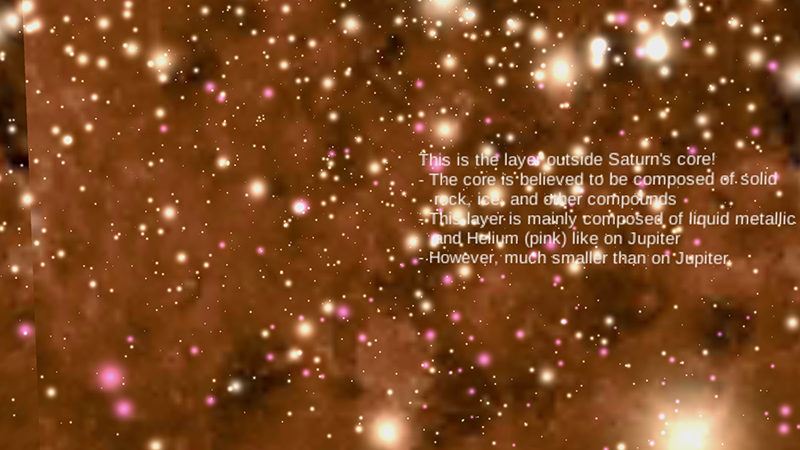 This is the layer outside Saturn's core!
- The core is believed to be composed of solid
rock, ice, and other compounds
- This layer is mainly composed of liquid metallic
and Helium (pink) like on Jupiter
- However, much smaller than on Jupiter